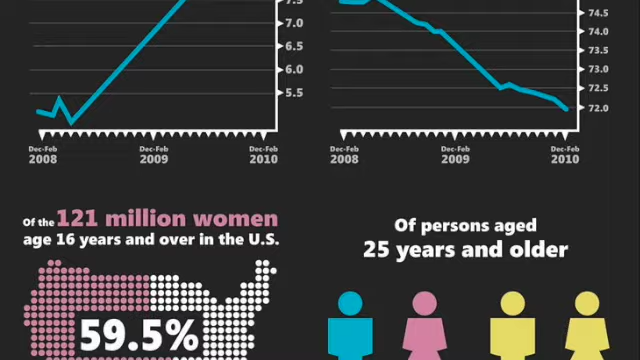 7.5
7.0
6.5
6.0
5.5
Dec-Feb
2008
Dec-Feb
2009
Dec-Feb
2010
74.5
74.0
73.5
73.0
72.5
72.0
Dec-Feb
2008
Dec-Feb
2009
Dec-Feb
2010
Of the 121 million women
age 16 years and over in the U.S.
59.5%
Of persons aged
25 years and older